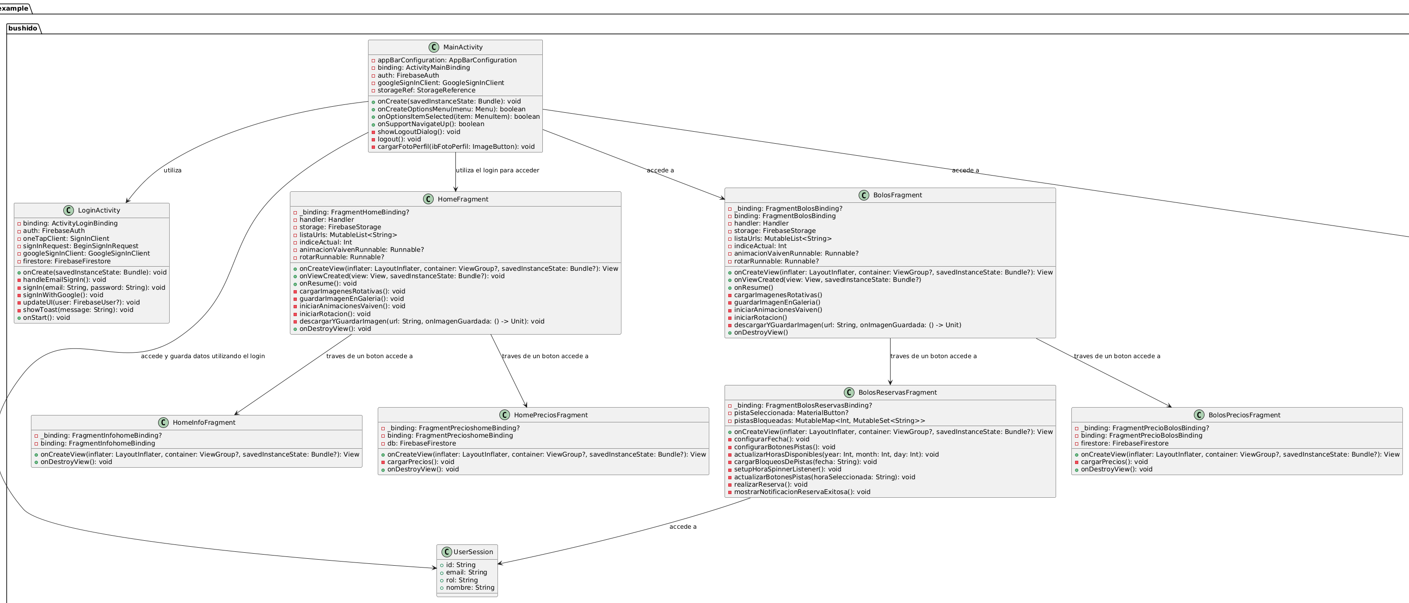 example
bushido
C MainActivity
appBarConfiguration: AppBarConfiguration
binding: ActivityMainBinding
auth: FirebaseAuth
googleSignInClient: GoogleSignInClient
storageRef: StorageReference
onCreate(savedInstanceState: Bundle): void
onCreateOptionsMenu(menu: Menu): boolean
onOptionsItemSelected(item: MenuItem): boolean
onSupportNavigateUp(): boolean
showLogoutDialog(): void
logout(): void
cargarFotoPerfil(ibFotoPerfil: ImageButton): void
utiliza
utiliza el login para acceder
accede a
accede a
C LoginActivity
binding: ActivityLoginBinding
auth: FirebaseAuth
oneTapClient: SignInClient
signInRequest: BeginSignInRequest
googleSignInClient: GoogleSignInClient
firestore: FirebaseFirestore
onCreate(savedInstanceState: Bundle): void
handleEmailSignIn(): void
signIn(email: String, password: String): void
signInWithGoogle(): void
updateUI(user: FirebaseUser?): void
showToast(message: String): void
onStart(): void
C HomeFragment
_binding: FragmentHomeBinding?
handler: Handler
storage: FirebaseStorage
listaUrls: MutableList<String>
indiceActual: Int
animacionVaivenRunnable: Runnable?
rotarRunnable: Runnable?
onCreateView(inflater: LayoutInflater, container: ViewGroup?, savedInstanceState: Bundle?): View
onViewCreated(view: View, savedInstanceState: Bundle?): void
onResume(): void
cargarImagenesRotativas(): void
guardarImagenEnGaleria(): void
iniciarAnimacionesVaiven(): void
iniciarRotacion(): void
descargarYGuardarImagen(url: String, onImagenGuardada: () -> Unit): void
onDestroyView(): void
C BolosFragment
_binding: FragmentBolosBinding?
binding: FragmentBolosBinding
handler: Handler
storage: FirebaseStorage
listaUrls: MutableList<String>
indiceActual: Int
animacionVaivenRunnable: Runnable?
rotarRunnable: Runnable?
onCreateView(inflater: LayoutInflater, container: ViewGroup?, savedInstanceState: Bundle?): View
onViewCreated(view: View, savedInstanceState: Bundle?)
onResume()
cargarImagenesRotativas()
guardarImagenEnGaleria()
iniciarAnimacionesVaiven()
iniciarRotacion()
descargarYGuardarImagen(url: String, onImagenGuardada: () -> Unit)
onDestroyView()
accede y guarda datos utilizando el login
traves de un boton accede a
traves de un boton accede a
traves de un boton accede a
traves de un boton accede a
C HomeInfoFragment
_binding: FragmentInfohomeBinding?
binding: FragmentInfohomeBinding
onCreateView(inflater: LayoutInflater, container: ViewGroup?, savedInstanceState: Bundle?): View
onDestroyView(): void
C HomePreciosFragment
_binding: FragmentPrecioshomeBinding?
binding: FragmentPrecioshomeBinding
db: FirebaseFirestore
onCreateView(inflater: LayoutInflater, container: ViewGroup?, savedInstanceState: Bundle?): View
cargarPrecios(): void
onDestroyView(): void
C BolosReservasFragment
_binding: FragmentBolosReservasBinding?
pistaSeleccionada: MaterialButton?
pistasBloqueadas: MutableMap<Int, MutableSet<String>>
onCreateView(inflater: LayoutInflater, container: ViewGroup?, savedInstanceState: Bundle?): View
configurarFecha(): void
configurarBotonesPistas(): void
actualizarHorasDisponibles(year: Int, month: Int, day: Int): void
cargarBloqueosDePistas(fecha: String): void
setupHoraSpinnerListener(): void
actualizarBotonesPistas(horaSeleccionada: String): void
realizarReserva(): void
mostrarNotificacionReservaExitosa(): void
C BolosPreciosFragment
_binding: FragmentPrecioBolosBinding?
binding: FragmentPrecioBolosBinding
firestore: FirebaseFirestore
onCreateView(inflater: LayoutInflater, container: ViewGroup?, savedInstanceState: Bundle?): View
cargarPrecios(): void
onDestroyView(): void
accede a
C UserSession
id: String
email: String
rol: String
nombre: String